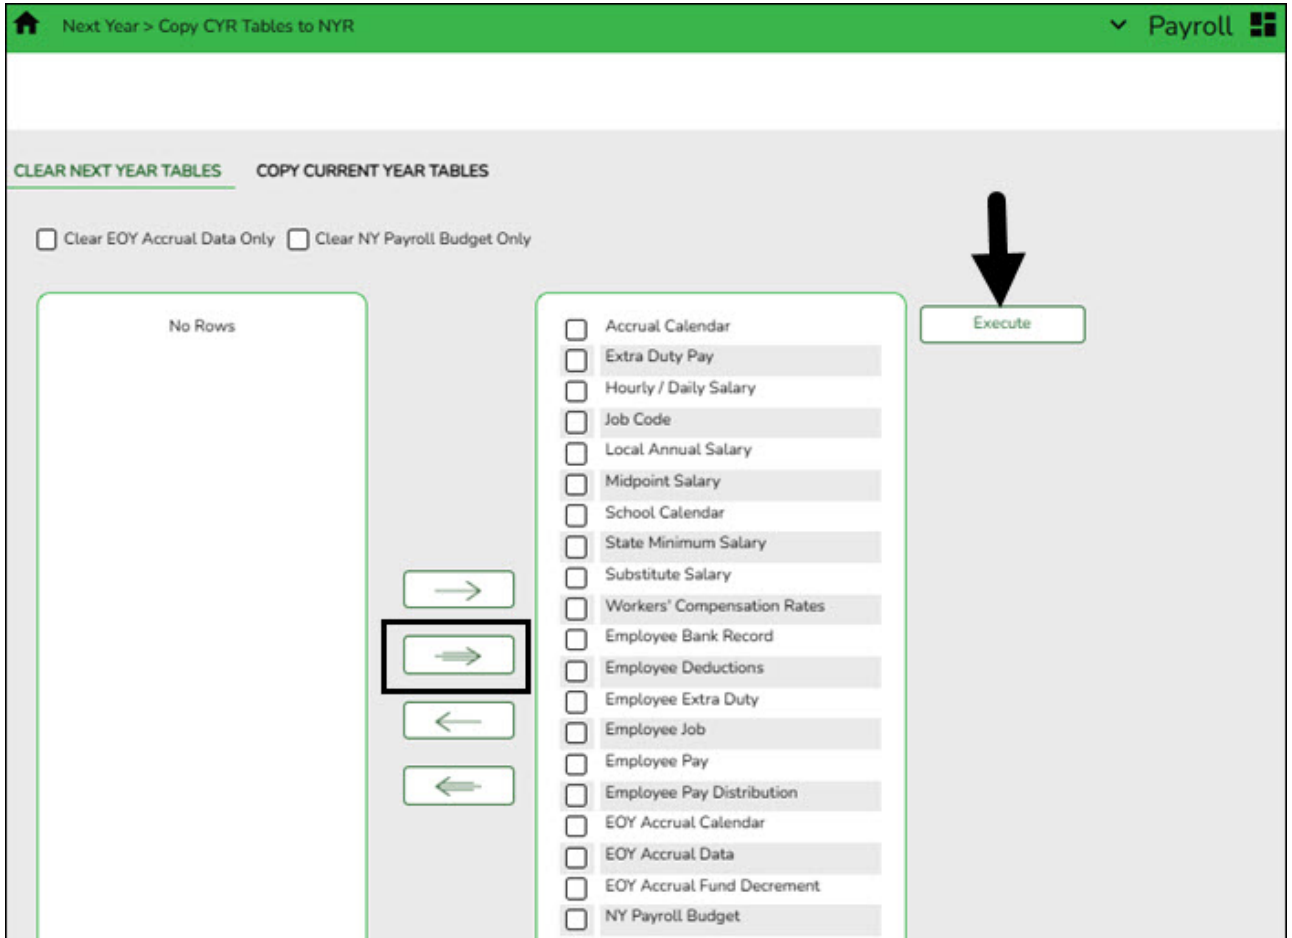 Next Year > Copy CYR Tables to NYR
Payroll
CLEAR NEXT YEAR TABLES COPY CURRENT YEAR TABLES
Clear EOY Accrual Data Only Clear NY Payroll Budget Only
No Rows
Accrual Calendar
Extra Duty Pay
Hourly / Daily Salary
Job Code
Local Annual Salary
Midpoint Salary
School Calendar
State Minimum Salary
Substitute Salary
Workers' Compensation Rates
Employee Bank Record
Employee Deductions
Employee Extra Duty
Employee Job
Employee Pay
Employee Pay Distribution
EOY Accrual Calendar
EOY Accrual Data
EOY Accrual Fund Decrement
NY Payroll Budget
Execute